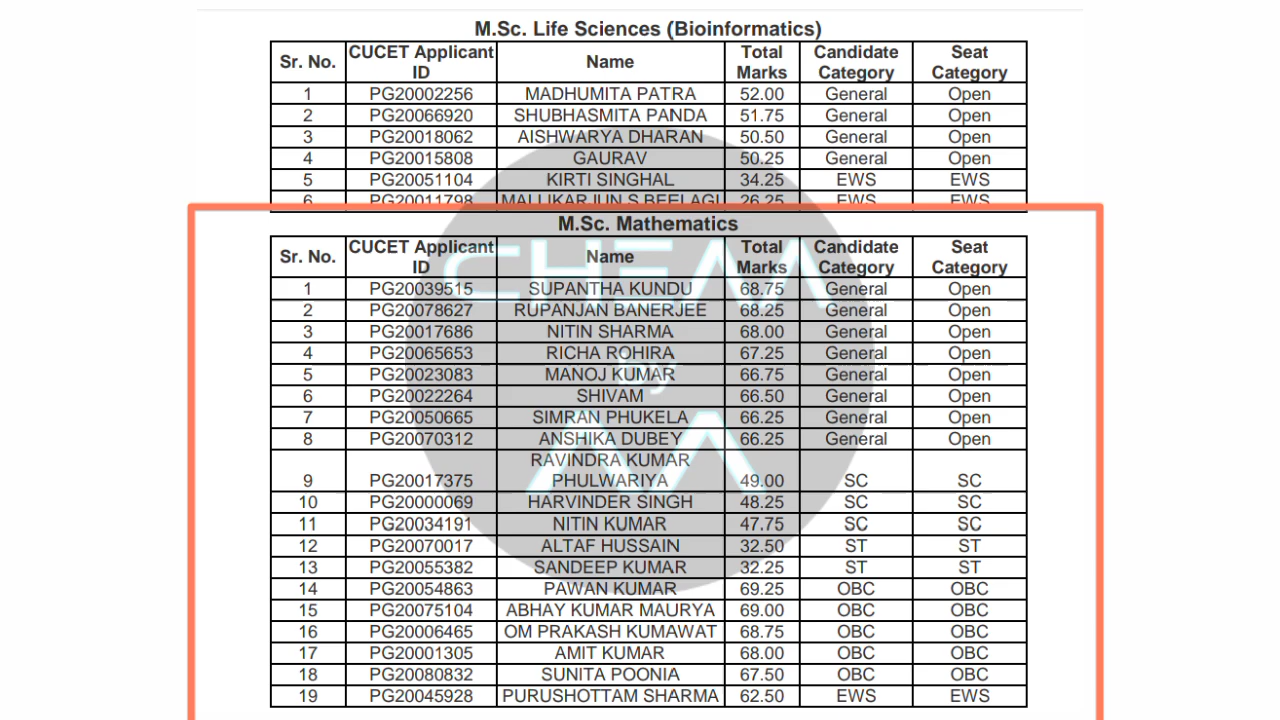 M.Sc. Life Sciences (Bioinformatics)
Sr. No. CUCET Applicant ID Name Total Marks Candidate Category Seat Category
1 PG20002256 MADHUMITA PATRA 52.00 General Open
2 PG20066920 SHUBHASMITA PANDA 51.75 General Open
3 PG20018062 AISHWARYA DHARAN 50.50 General Open
4 PG20015808 GAURAV 50.25 General Open
5 PG20051104 KIRTI SINGHAL 34.25 EWS EWS
6 PG20011798 MALLIKARJUN S BEELAGI 26.25 EWS EWS
M.Sc. Mathematics
Sr. No. CUCET Applicant ID Name Total Marks Candidate Category Seat Category
1 PG20039515 SUPANTHA KUNDU 68.75 General Open
2 PG20078627 RUPANJAN BANERJEE 68.25 General Open
3 PG20017686 NITIN SHARMA 68.00 General Open
4 PG20065653 RICHA ROHIRA 67.25 General Open
5 PG20023083 MANOJ KUMAR 66.75 General Open
6 PG20022264 SHIVAM 66.50 General Open
7 PG20050665 SIMRAN PHUKELA 66.25 General Open
8 PG20070312 ANSHIKA DUBEY 66.25 General Open
9 PG20017375 RAVINDRA KUMAR PHULWARIYA 49.00 SC SC
10 PG20000069 HARVINDER SINGH 48.25 SC SC
11 PG20034191 NITIN KUMAR 47.75 SC SC
12 PG20070017 ALTAF HUSSAIN 32.50 ST ST
13 PG20055382 SANDEEP KUMAR 32.25 ST ST
14 PG20054863 PAWAN KUMAR 69.25 OBC OBC
15 PG20075104 ABHAY KUMAR MAURYA 69.00 OBC OBC
16 PG20006465 OM PRAKASH KUMAWAT 68.75 OBC OBC
17 PG20001305 AMIT KUMAR 68.00 OBC OBC
18 PG20080832 SUNITA POONIA 67.50 OBC OBC
19 PG20045928 PURUSHOTTAM SHARMA 62.50 EWS EWS
by
AA